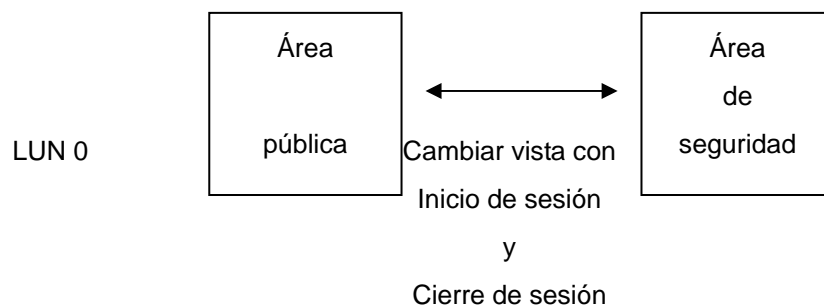 Área
pública
Área
de
seguridad
LUN 0
Cambiar vista con
Inicio de sesión
y
Cierre de sesión